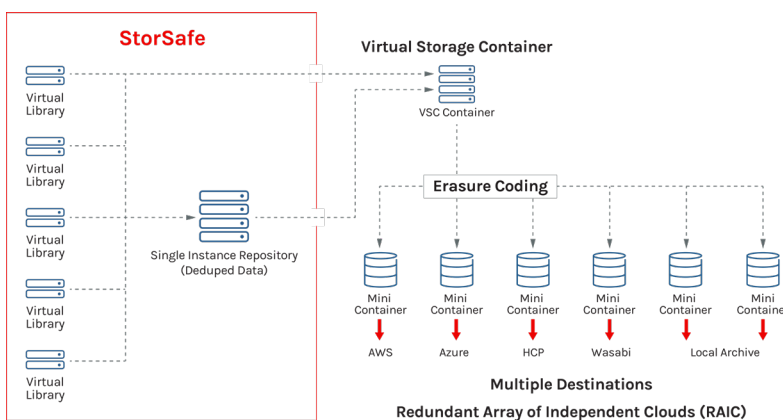 StorSafe
Virtual Storage Container
Virtual
Library
VSC Container
Virtual
Library
Erasure Coding
Virtual
Library
Single Instance Repository
(Deduped Data)
Mini
Container
Mini
Container
Mini
Container
Mini
Container
Mini
Container
Mini
Container
Virtual
Library
AWS
Azure
HCP
Wasabi
Local Archive
Virtual
Library
Multiple Destinations
Redundant Array of Independent Clouds (RAIC)